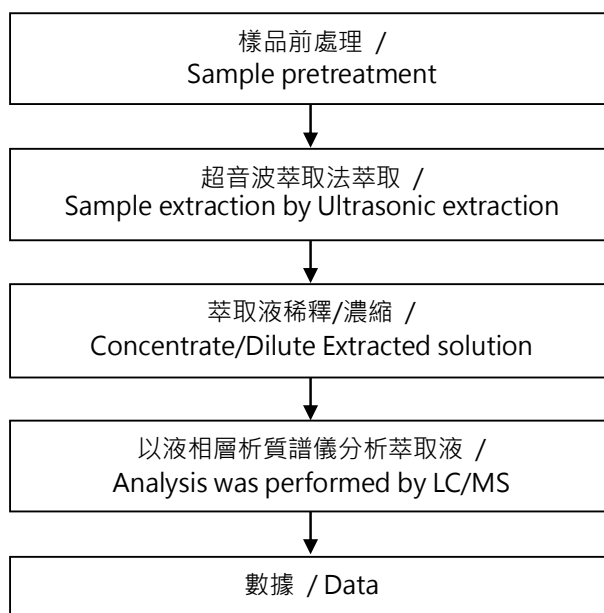 樣品前處理 /
Sample pretreatment
超音波萃取法萃取 /
Sample extraction by Ultrasonic extraction
萃取液稀釋/濃縮 /
Concentrate/Dilute Extracted solution
以液相層析質譜儀分析萃取液 /
Analysis was performed by LC/MS
數據 / Data